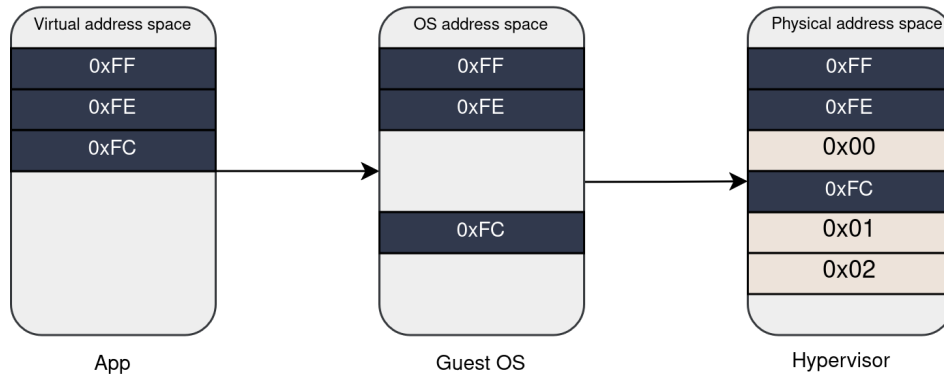 Virtual address space
0xFF
0xFE
0xFC
App
OS address space
0xFF
0xFE
0xFC
Guest OS
Physical address space
0xFF
0xFE
0x00
0xFC
0x01
0x02
Hypervisor